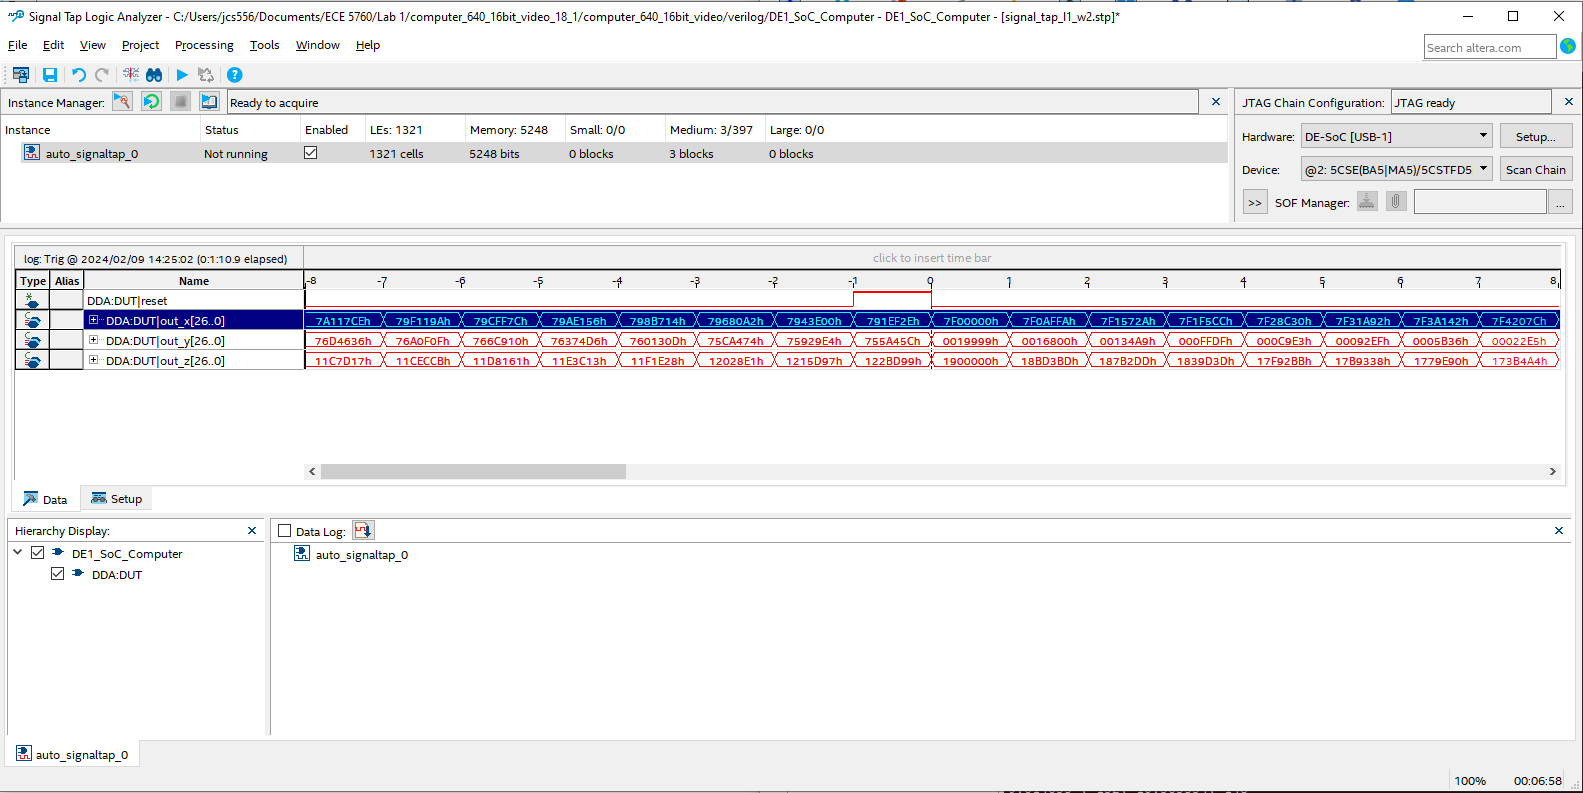 Signal Tap Logic Analyzer - C:/Users/jcs556/Documents/ECE 5760/Lab 1/computer_640_16bit_video_18_1/computer_640_16bit_video/verilog/DE1_SoC_Computer - DE1_SoC_Computer - [signal_tap_l1_w2.stp]*
File Edit View Project Processing Tools Window Help
Search altera.com
Instance Manager: Ready to acquire
JTAG Chain Configuration: JTAG ready
Instance Status Enabled LEs: 1321 Memory: 5248 Small: 0/0 Medium: 3/397 Large: 0/0
auto_signaltap_0 Not running 1321 cells 5248 bits 0 blocks 3 blocks 0 blocks
Hardware: DE-SoC [USB-1] Setup...
Device: @2: 5CSE(BA5|MA5)/5CSTFD5 Scan Chain
>> SOF Manager: ...
log: Trig @ 2024/02/09 14:25:02 (0:1:10.9 elapsed) click to insert time bar
Type Alias Name -8 -7 -6 -5 -4 -3 -2 -1 0 1 2 3 4 5 6 7 8
DDA:DUT|reset
DDA:DUT|out_x[26..0] 7A117CEh 79F119Ah 79CFF7Ch 79AE156h 798B714h 79680A2h 7943E00h 791EF2Eh 7F00000h 7F0AFFAh 7F1572Ah 7F1F5CCh 7F28C30h 7F31A92h 7F3A142h 7F4207Ch
DDA:DUT|out_y[26..0] 76D4636h 76A0F0Fh 766C910h 76374D6h 760130Dh 75CA474h 75929E4h 755A45Ch 0019999h 0016800h 00134A9h 000FFDFh 000C9E3h 00092EFh 0005B36h 00022E5h
DDA:DUT|out_z[26..0] 11C7D17h 11CECCBh 11D8161h 11E3C13h 11F1E28h 12028E1h 1215D97h 122BD99h 1900000h 18BD3BDh 187B2DDh 1839D3Dh 17F92BBh 17B9338h 1779E90h 173B4A4h
Data Setup
Hierarchy Display:
DE1_SoC_Computer
DDA:DUT
Data Log:
auto_signaltap_0
auto_signaltap_0
100% 00:06:58